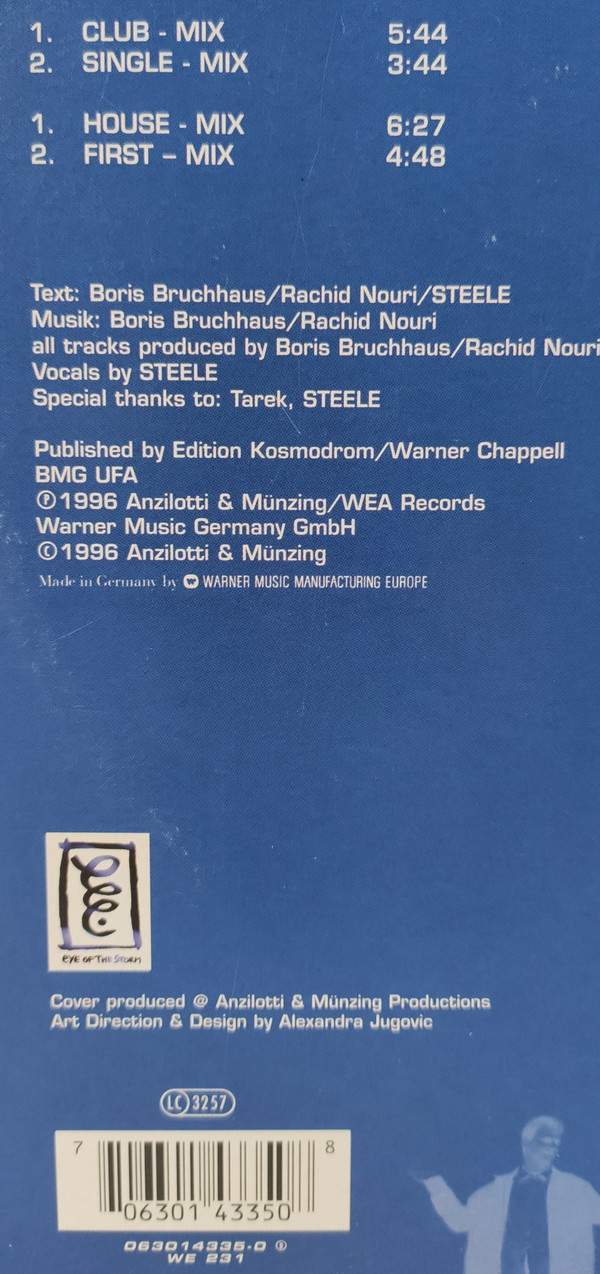 1. CLUB - MIX 5:44
2. SINGLE - MIX 3:44
1. HOUSE - MIX 6:27
2. FIRST – MIX 4:48
Text: Boris Bruchhaus/Rachid Nouri/STEELE
Musik: Boris Bruchhaus/Rachid Nouri
all tracks produced by Boris Bruchhaus/Rachid Nouri
Vocals by STEELE
Special thanks to: Tarek, STEELE
Published by Edition Kosmodrom/Warner Chappell
BMG UFA
℗1996 Anzilotti & Münzing/WEA Records
Warner Music Germany GmbH
©1996 Anzilotti & Münzing
Made in Germany by WARNER MUSIC MANUFACTURING EUROPE
EYE OF THE STORM
Cover produced @ Anzilotti & Münzing Productions
Art Direction & Design by Alexandra Jugovic
LC 3257
7 06301 43350 8
063014335-0
WE 231